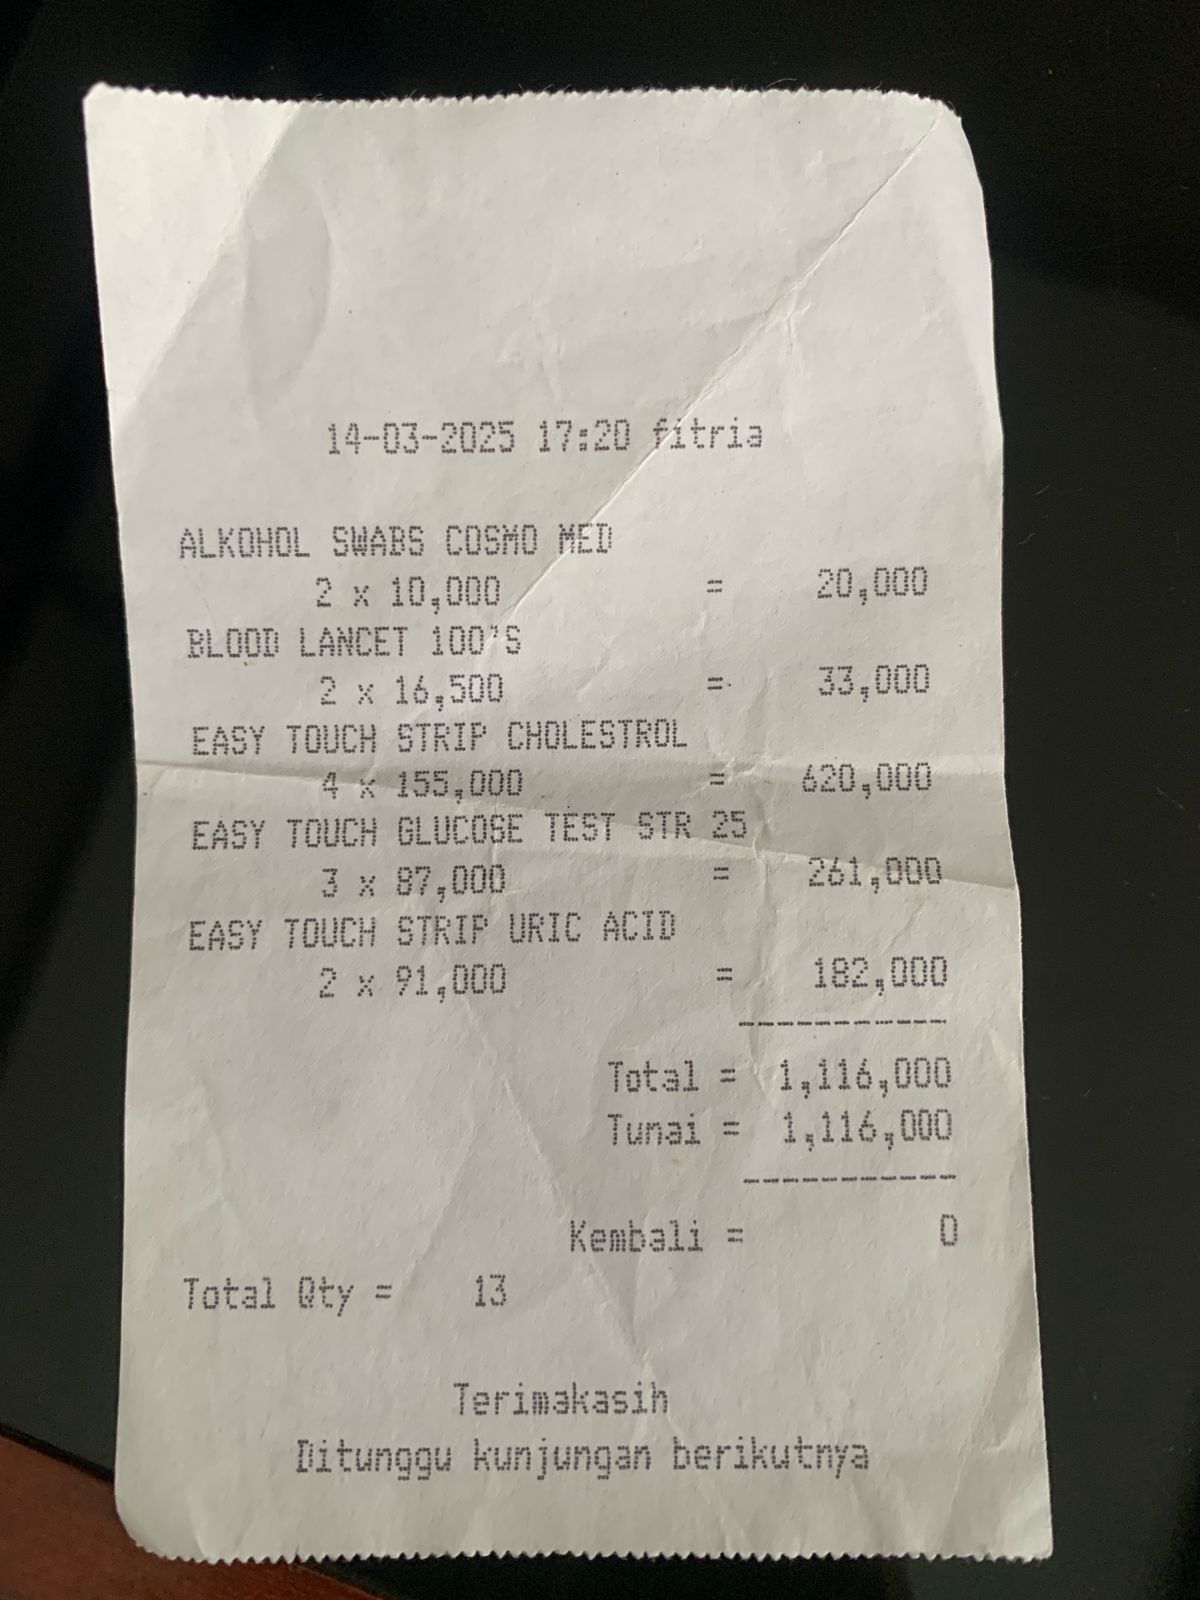 14-03-2025 17:20 fitria
ALKOHOL SWABS COSMO MED
2 x 10,000 = 20,000
BLOOD LANCET 100'S
2 x 16,500 = 33,000
EASY TOUCH STRIP CHOLESTROL
4 x 155,000 = 620,000
EASY TOUCH GLUCOSE TEST STR 25
3 x 87,000 = 261,000
EASY TOUCH STRIP URIC ACID
2 x 91,000 = 182,000
------------
Total = 1,116,000
Tunai = 1,116,000
------------
Kembali = 0
Total Qty = 13
Terimakasih
Ditunggu kunjungan berikutnya